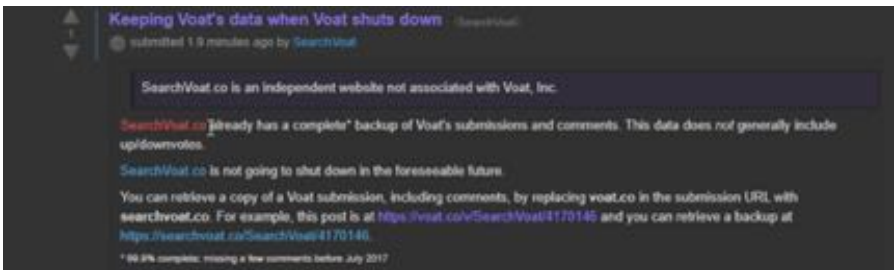 Keeping Voat's data when Voat shuts down (SearchVoat)
1
submitted 1.9 minutes ago by SearchVoat
SearchVoat.co is an independent website not associated with Voat, Inc.
SearchVoat.co already has a complete* backup of Voat's submissions and comments. This data does not generally include
up/downvotes.
SearchVoat.co is not going to shut down in the foreseeable future.
You can retrieve a copy of a Voat submission, including comments, by replacing voat.co in the submission URL with
searchvoat.co. For example, this post is at https://voat.co/v/SearchVoat/4170146 and you can retrieve a backup at
https://searchvoat.co/SearchVoat/4170146.
* 99.9% complete; missing a few comments before July 2017